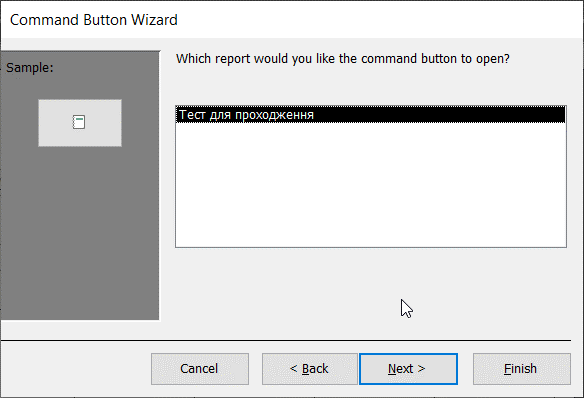 Command Button Wizard
Sample:
Which report would you like the command button to open?
Тест для проходження
Cancel
< Back
Next >
Finish